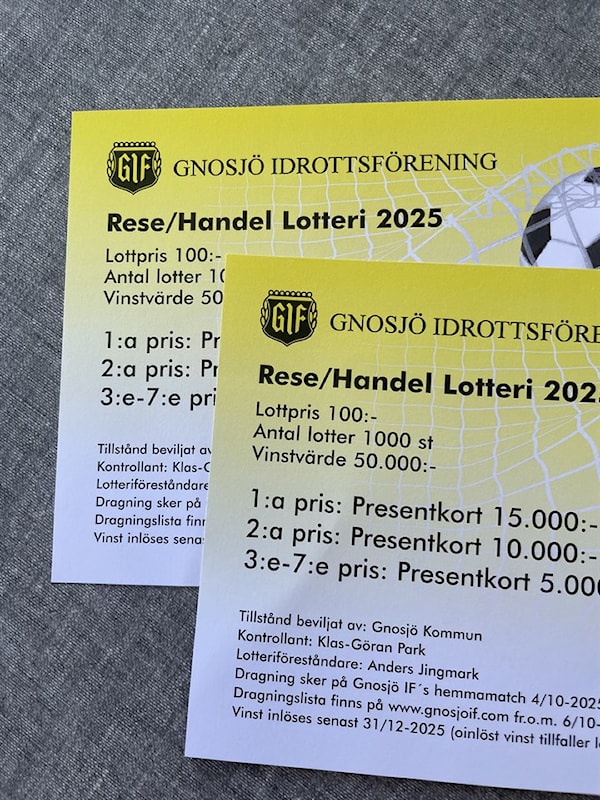 GIF GNOSJÖ IDROTTSFÖRENING
Rese/Handel Lotteri 2025
Lottpris 100:-
Antal lotter 10
Vinstvärde 50
1:a pris: Pr
2:a pris: Pr
3:e-7:e pri
Tillstånd beviljat av
Kontrollant: Klas-G
Lotteriföreståndare
Dragning sker på
Dragningslista finn
Vinst inlöses senas
GIF GNOSJÖ IDROTTSFÖRE
Rese/Handel Lotteri 202
Lottpris 100:-
Antal lotter 1000 st
Vinstvärde 50.000:-
1:a pris: Presentkort 15.000:-
2:a pris: Presentkort 10.000:-
3:e-7:e pris: Presentkort 5.000
Tillstånd beviljat av: Gnosjö Kommun
Kontrollant: Klas-Göran Park
Lotteriföreståndare: Anders Jingmark
Dragning sker på Gnosjö IF´s hemmamatch 4/10-2025
Dragningslista finns på www.gnosjoif.com fr.o.m. 6/10-
Vinst inlöses senast 31/12-2025 (oinlöst vinst tillfaller